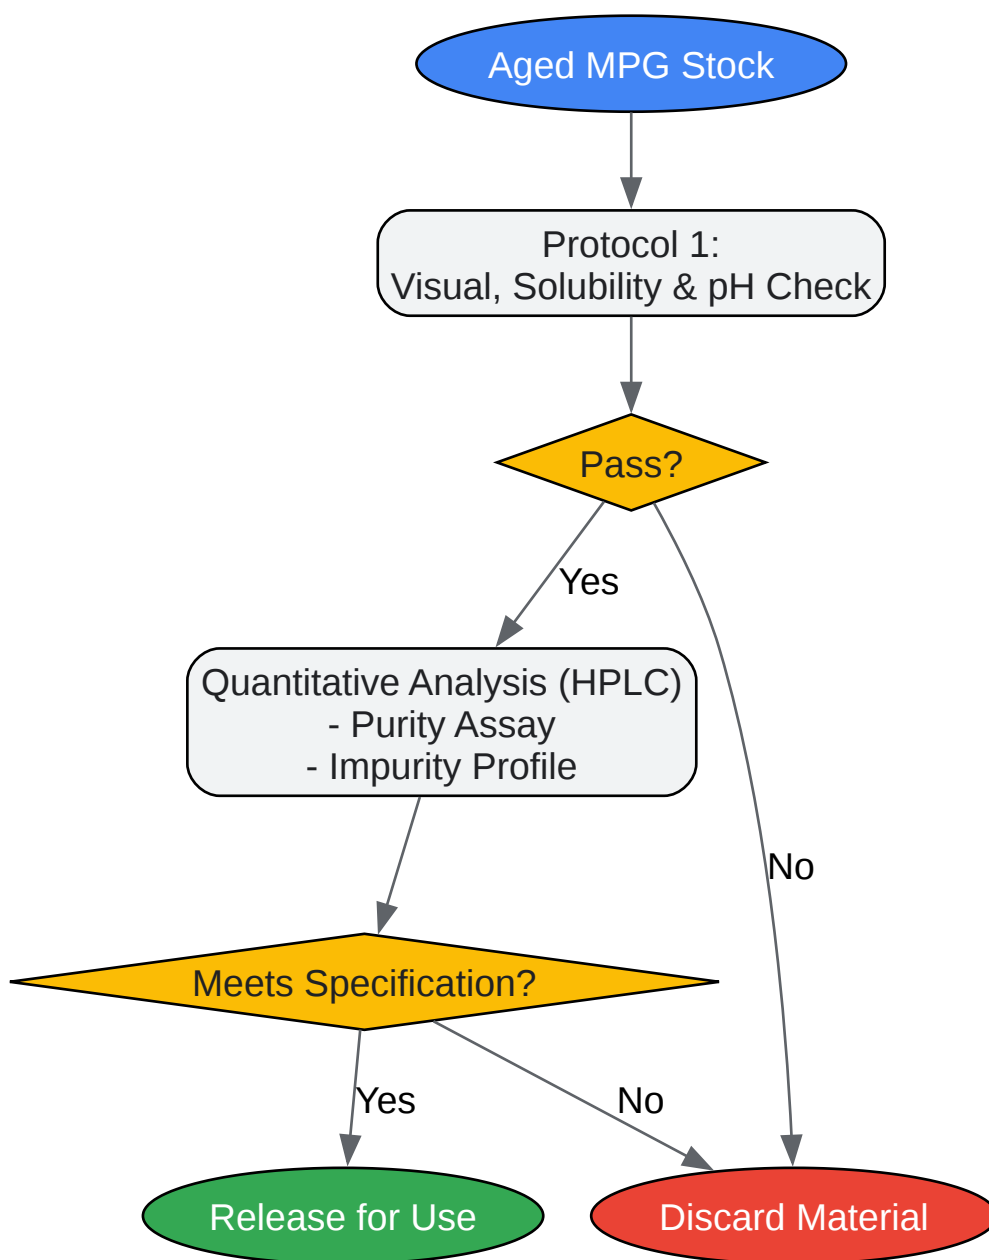 Aged MPG Stock
Protocol 1:
Visual, Solubility & pH Check
Pass?
Yes
Quantitative Analysis (HPLC)
- Purity Assay
- Impurity Profile
No
Meets Specification?
Yes
No
Release for Use
Discard Material